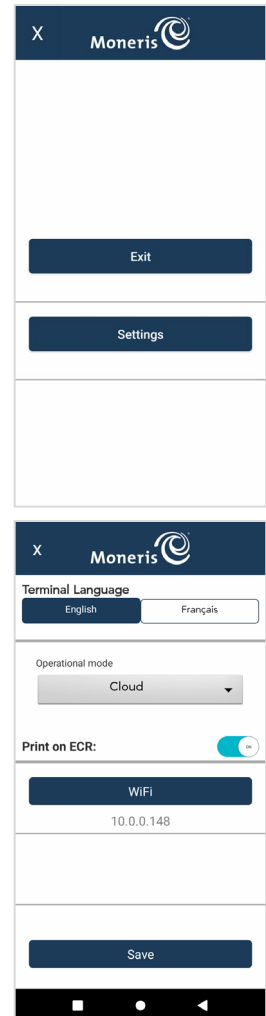 X Moneris
Exit
Settings
X Moneris
Terminal Language
English Français
Operational mode
Cloud
Print on ECR: ON
WiFi
10.0.0.148
Save